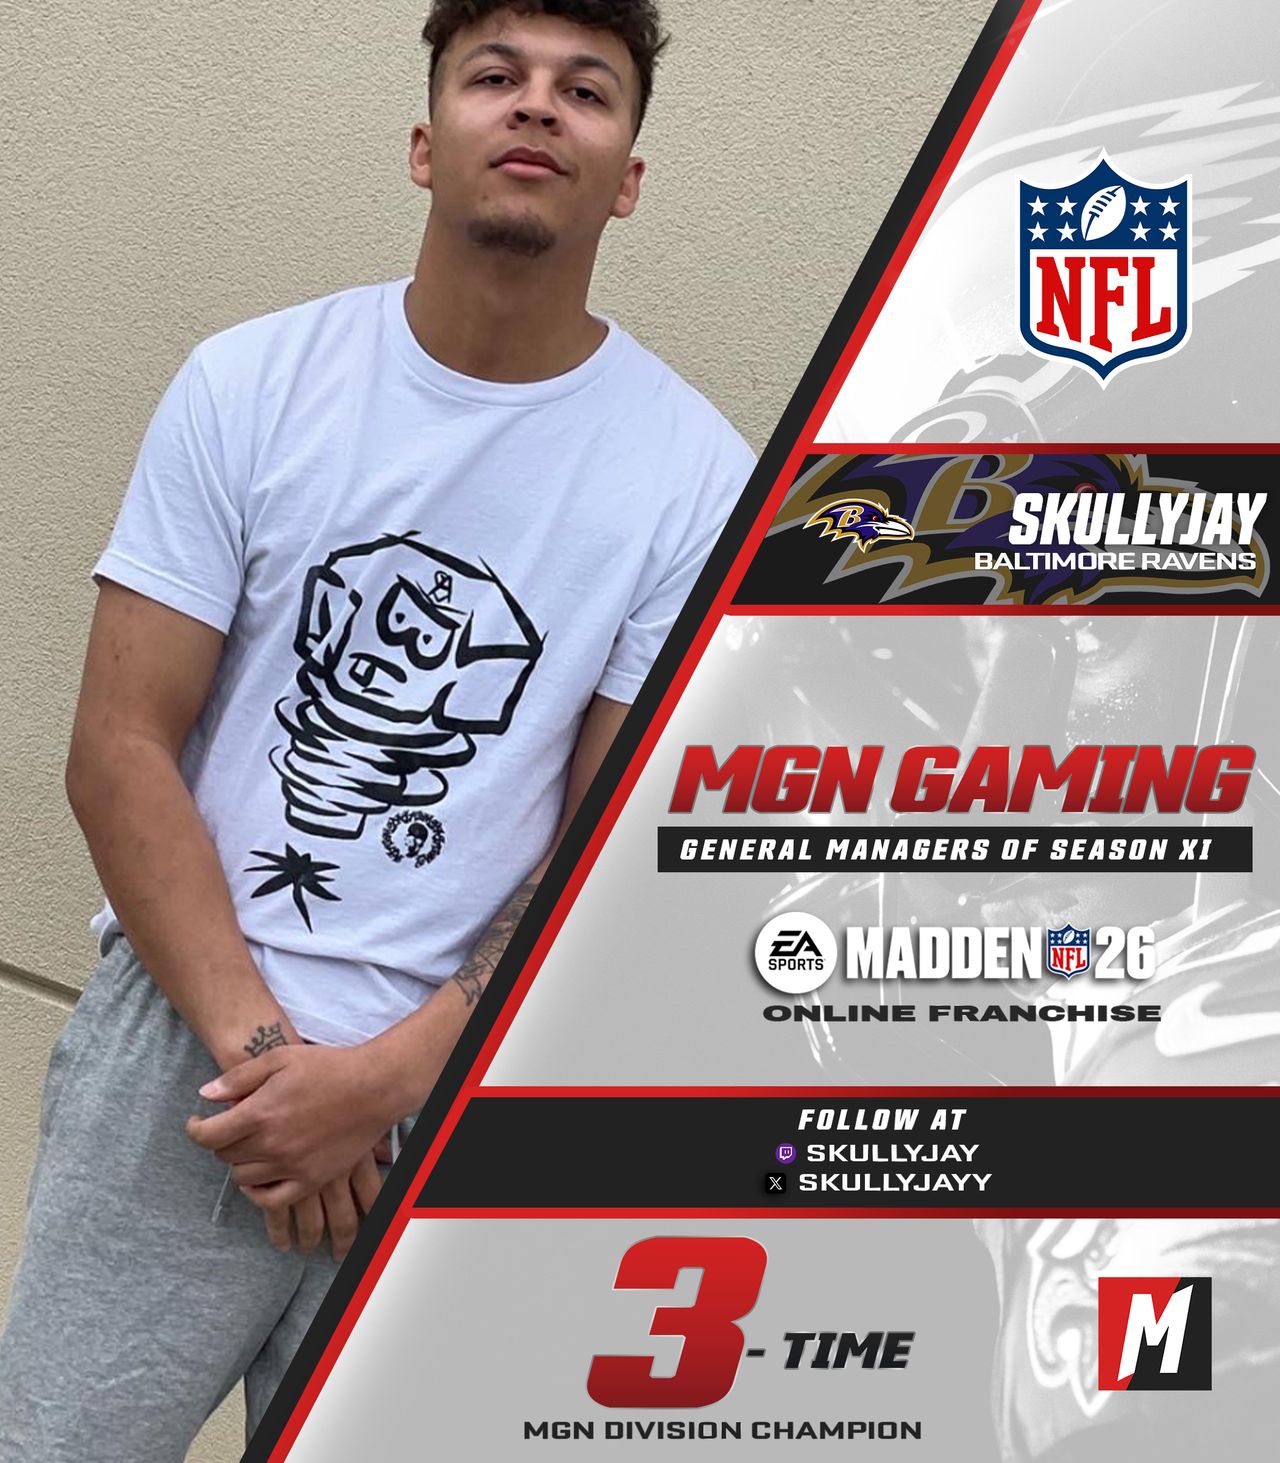 NFL
B
SKULLYJAY
BALTIMORE RAVENS
MGN GAMING
GENERAL MANAGERS OF SEASON XI
EA SPORTS MADDEN NFL 26
ONLINE FRANCHISE
FOLLOW AT
SKULLYJAY
SKULLYJAYY
3 - TIME
MGN DIVISION CHAMPION
M